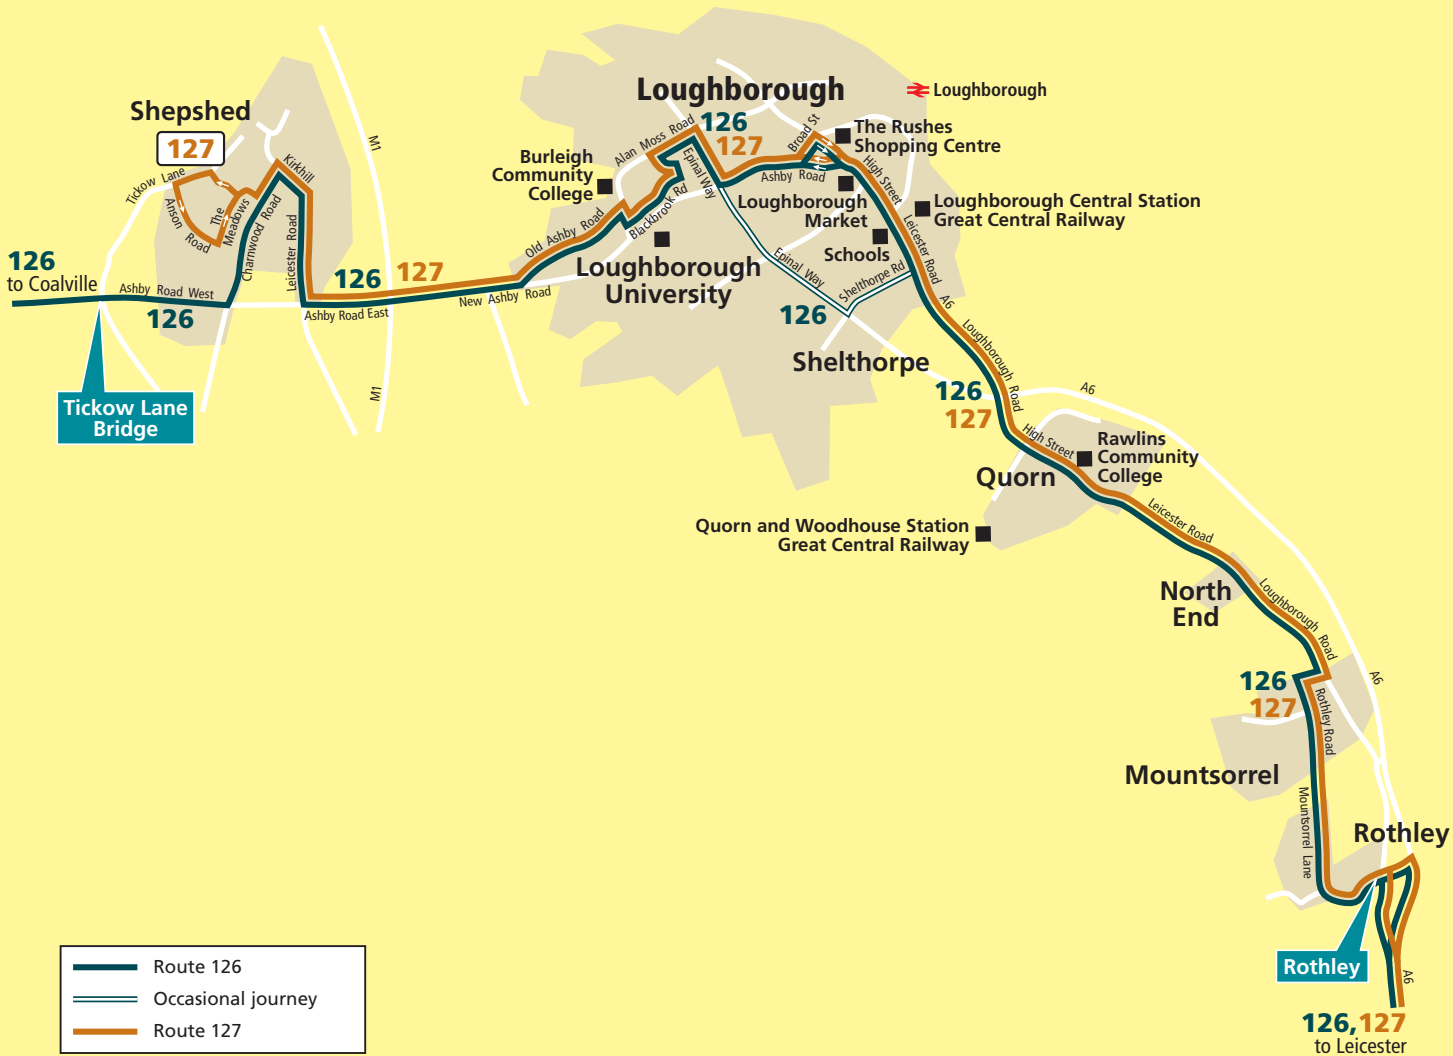 Loughborough
Loughborough
Shepshed
127
126
127
The Rushes
Shopping Centre
Burleigh
Community
College
Alan Moss Road
Epinal Way
Broad St
Ashby Road
High Street
M1
Kirkhill
Tickow Lane
Anson Road
The Meadows
Charnwood Road
Leicester Road
Loughborough
Market
Loughborough Central Station
Great Central Railway
Schools
Leicester Road
Old Ashby Road
Blackbrook Rd
Loughborough
University
Epinal Way
Shelthorpe Rd
126
to Coalville
Ashby Road West
126
126
127
New Ashby Road
Ashby Road East
126
A6
Shelthorpe
Loughborough Road
M1
Tickow Lane
Bridge
126
127
A6
High Street
Rawlins
Community
College
Quorn
Leicester Road
Quorn and Woodhouse Station
Great Central Railway
North
End
Loughborough Road
A6
126
127
Rothley Road
Mountsorrel
Mountsorrel Lane
Rothley
Rothley
A6
126,127
to Leicester
Route 126
Occasional journey
Route 127